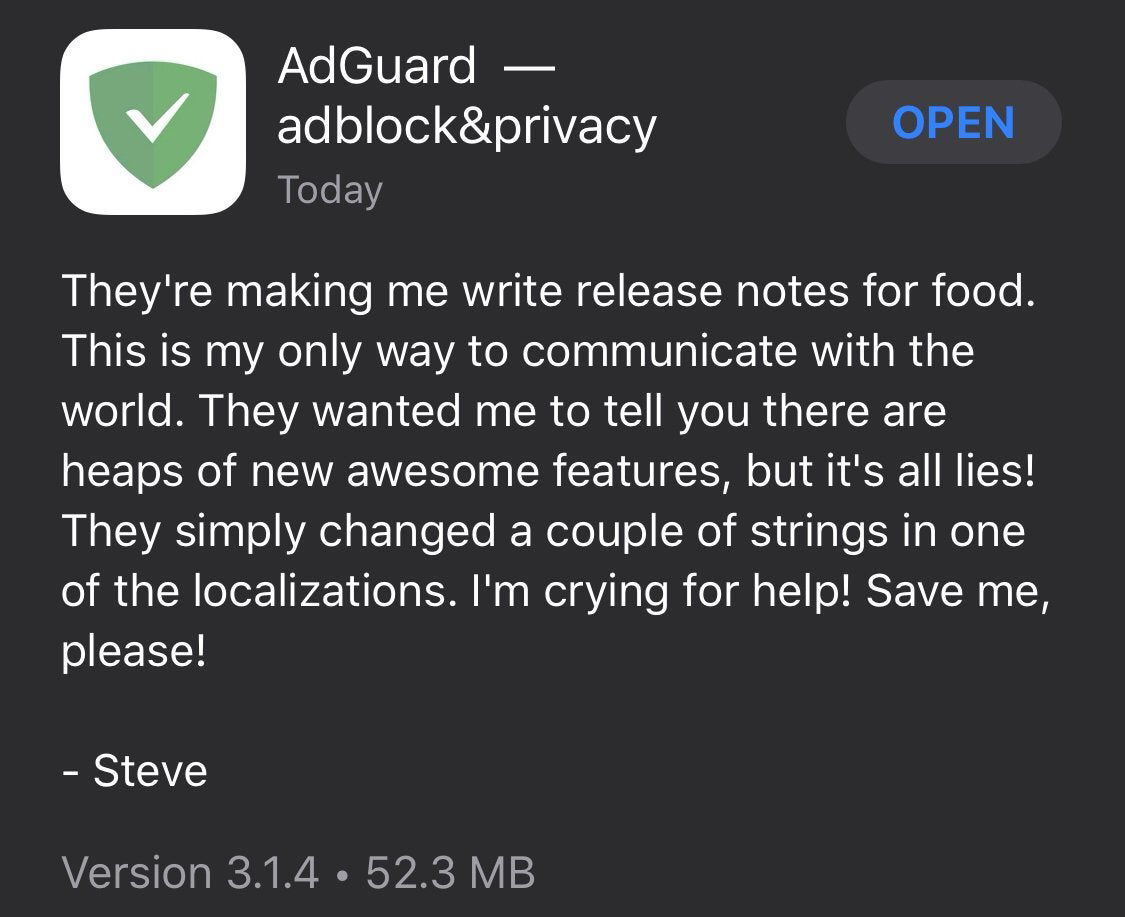 AdGuard —
adblock&privacy
OPEN
Today
They're making me write release notes for food.
This is my only way to communicate with the
world. They wanted me to tell you there are
heaps of new awesome features, but it's all lies!
They simply changed a couple of strings in one
of the localizations. I'm crying for help! Save me,
please!
- Steve
Version 3.1.4 • 52.3 MB